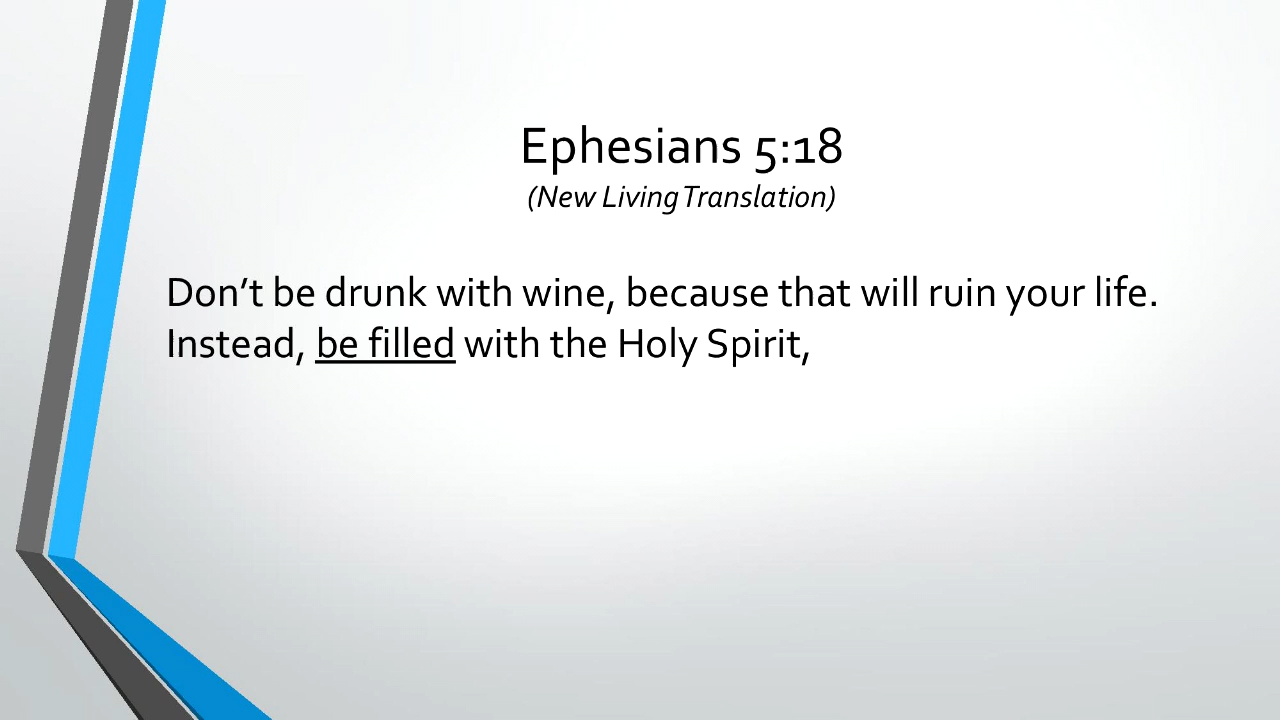 Ephesians 5:18
(New Living Translation)
Don’t be drunk with wine, because that will ruin your life.
Instead, be filled with the Holy Spirit,